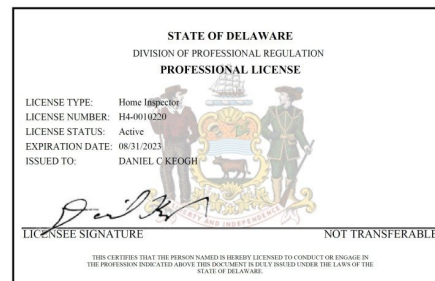 STATE OF DELAWARE
DIVISION OF PROFESSIONAL REGULATION
PROFESSIONAL LICENSE
LICENSE TYPE: Home Inspector
LICENSE NUMBER: H4-0010220
LICENSE STATUS: Active
EXPIRATION DATE: 08/31/2023
ISSUED TO: DANIEL C KEOGH
LIBERTY AND INDEPENDENCE
LICENSEE SIGNATURE NOT TRANSFERABLE
THIS CERTIFIES THAT THE PERSON NAMED IS HEREBY LICENSED TO CONDUCT OR ENGAGE IN
THE PROFESSION INDICATED ABOVE THIS DOCUMENT IS DULY ISSUED UNDER THE LAWS OF THE
STATE OF DELAWARE.